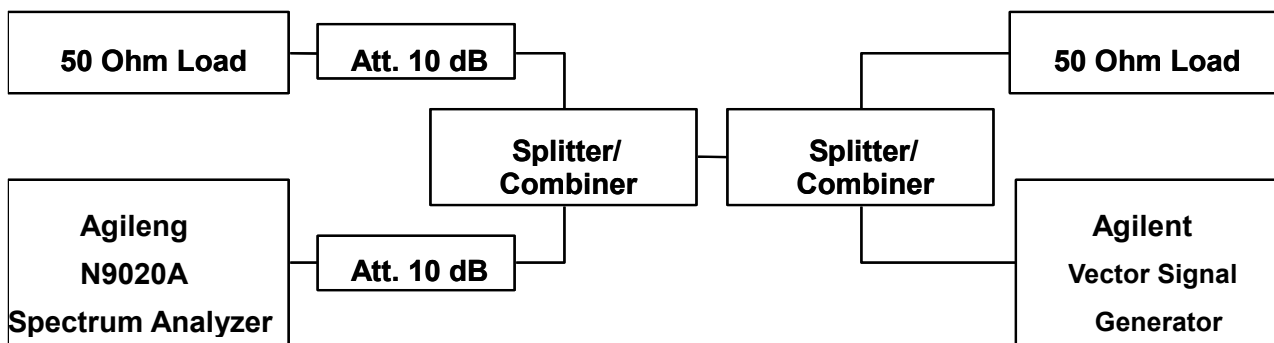 50 Ohm Load
Att. 10 dB
50 Ohm Load
Splitter/
Combiner
Splitter/
Combiner
Agileng
N9020A
Spectrum Analyzer
Att. 10 dB
Agilent
Vector Signal
Generator